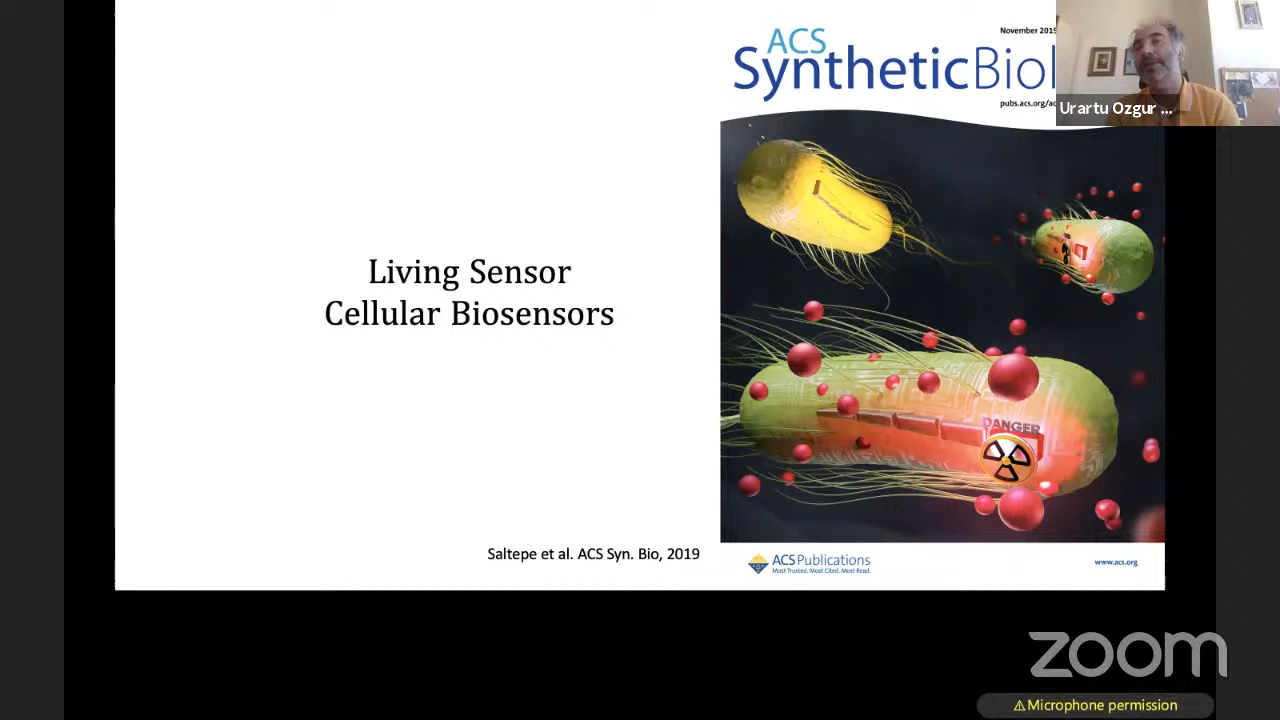 Living Sensor
Cellular Biosensors
Saltepe et al. ACS Syn. Bio, 2019
November 2019
ACS
SyntheticBiol
pubs.acs.org/ac
Urartu Ozgur ...
DANGER
ACS Publications
Most Trusted. Most Cited. Most Read.
www.acs.org
zoom
⚠Microphone permission